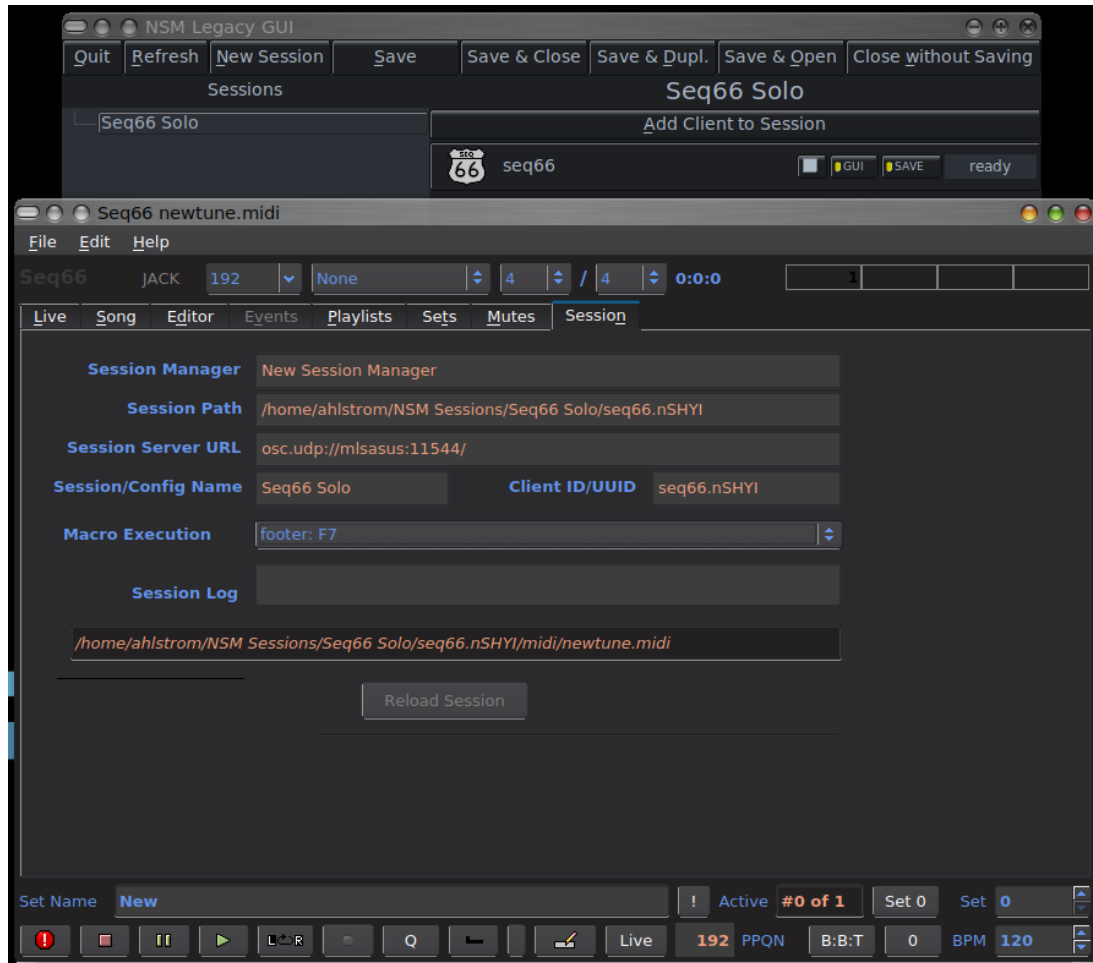 NSM Legacy GUI
Quit Refresh New Session Save Save & Close Save & Dupl. Save & Open Close without Saving
Sessions Seq66 Solo
Seq66 Solo Add Client to Session
SEQ 66 seq66 GUI SAVE ready
Seq66 newtune.midi
File Edit Help
Seq66 JACK 192 None 4 / 4 0:0:0 1
Live Song Editor Events Playlists Sets Mutes Session
Session Manager New Session Manager
Session Path /home/ahlstrom/NSM Sessions/Seq66 Solo/seq66.nSHYI
Session Server URL osc.udp://mlsasus:11544/
Session/Config Name Seq66 Solo Client ID/UUID seq66.nSHYI
Macro Execution footer: F7
Session Log
/home/ahlstrom/NSM Sessions/Seq66 Solo/seq66.nSHYI/midi/newtune.midi
Reload Session
Set Name New ! Active #0 of 1 Set 0 Set 0
! L R Q Live 192 PPQN B:B:T 0 BPM 120